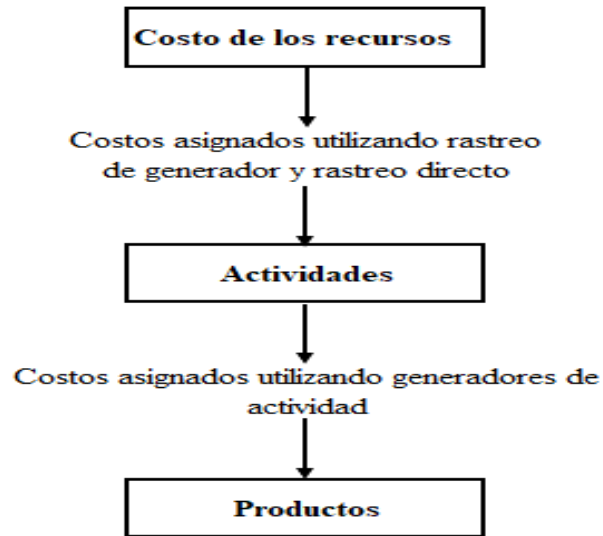 Costo de los recursos
Costos asignados utilizando rastreo
de generador y rastreo directo
Actividades
Costos asignados utilizando generadores de
actividad
Productos